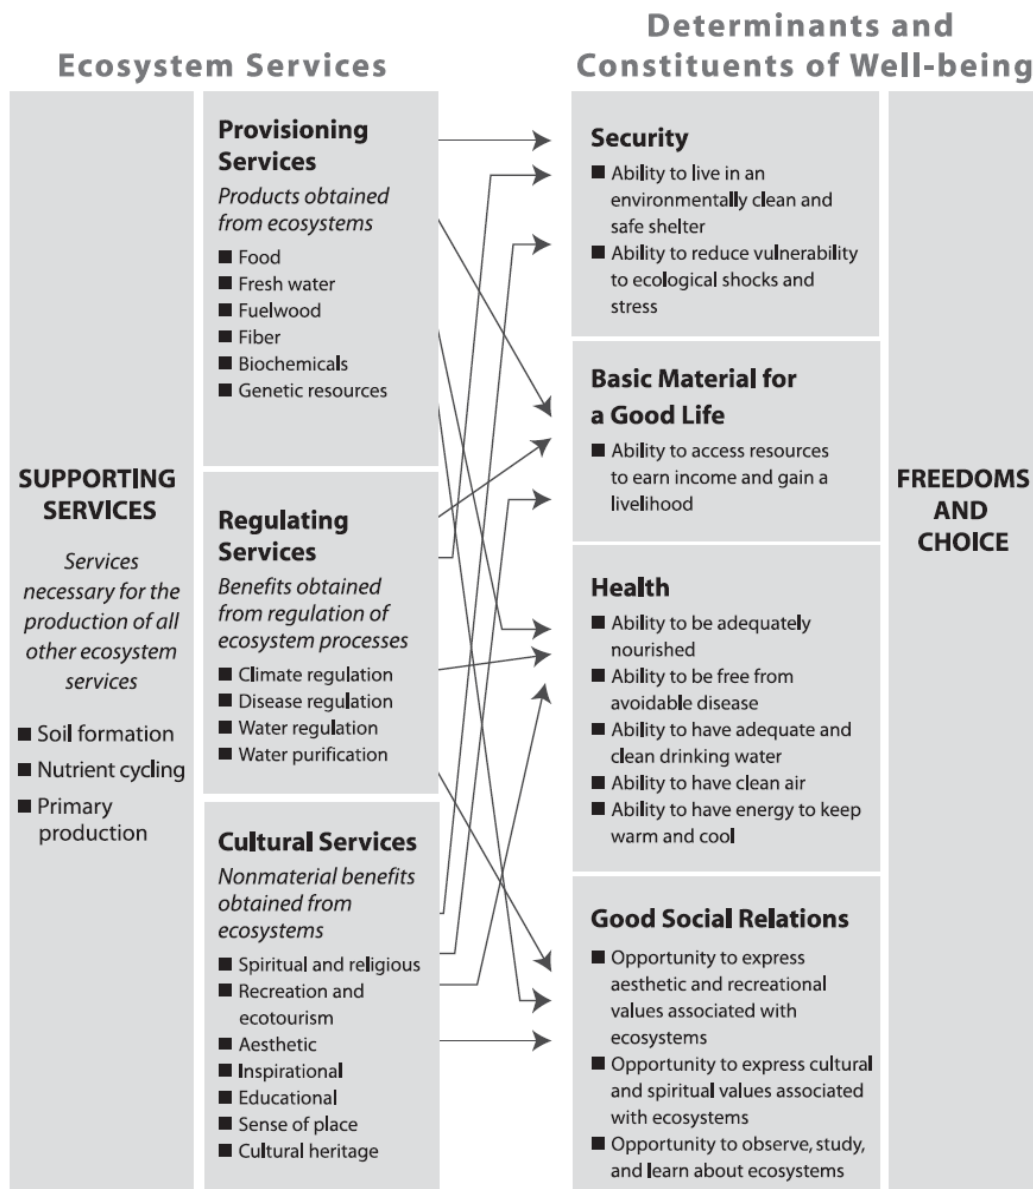 Ecosystem Services
Determinants and
Constituents of Well-being
SUPPORTING
SERVICES
Services
necessary for the
production of all
other ecosystem
services
■ Soil formation
■ Nutrient cycling
■ Primary
production
Provisioning
Services
Products obtained
from ecosystems
■ Food
■ Fresh water
■ Fuelwood
■ Fiber
■ Biochemicals
■ Genetic resources
Regulating
Services
Benefits obtained
from regulation of
ecosystem processes
■ Climate regulation
■ Disease regulation
■ Water regulation
■ Water purification
Cultural Services
Nonmaterial benefits
obtained from
ecosystems
■ Spiritual and religious
■ Recreation and
ecotourism
■ Aesthetic
■ Inspirational
■ Educational
■ Sense of place
■ Cultural heritage
Security
■ Ability to live in an
environmentally clean and
safe shelter
■ Ability to reduce vulnerability
to ecological shocks and
stress
Basic Material for
a Good Life
■ Ability to access resources
to earn income and gain a
livelihood
Health
■ Ability to be adequately
nourished
■ Ability to be free from
avoidable disease
■ Ability to have adequate and
clean drinking water
■ Ability to have clean air
■ Ability to have energy to keep
warm and cool
Good Social Relations
■ Opportunity to express
aesthetic and recreational
values associated with
ecosystems
■ Opportunity to express cultural
and spiritual values associated
with ecosystems
■ Opportunity to observe, study,
and learn about ecosystems
FREEDOMS
AND
CHOICE